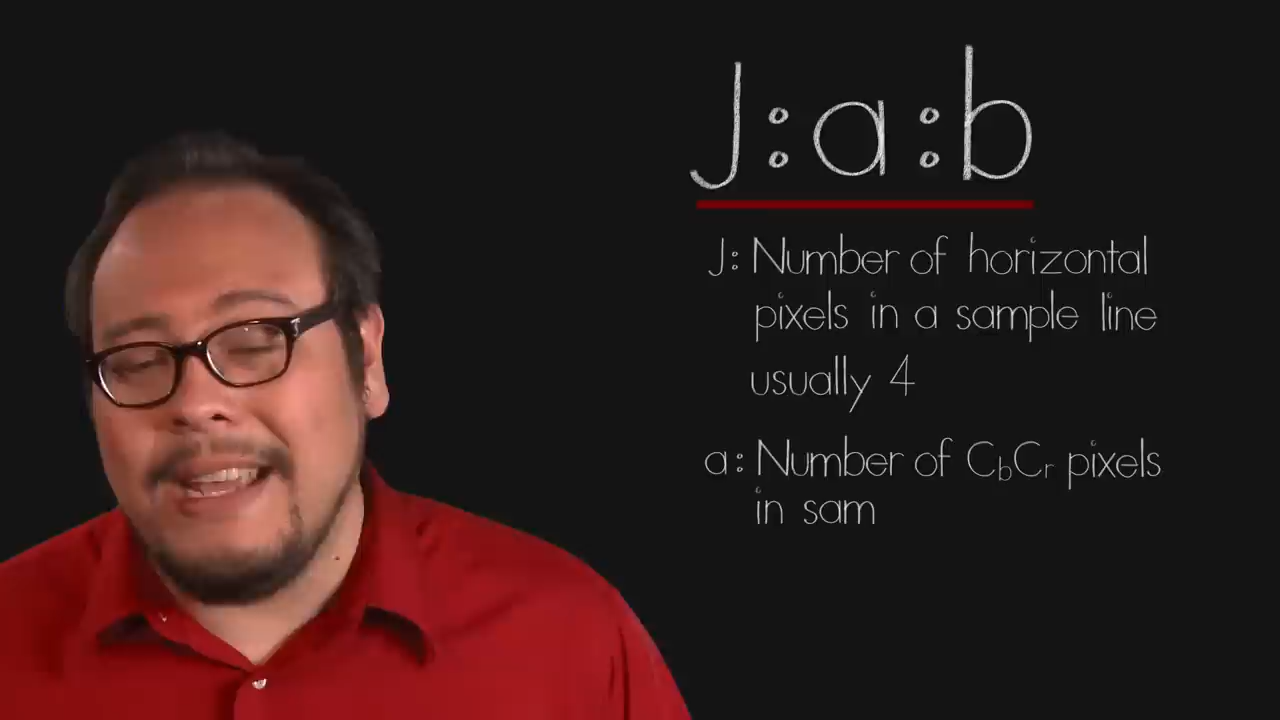 J:a:b
J: Number of horizontal
pixels in a sample line
usually 4
a: Number of CbCr pixels
in sam